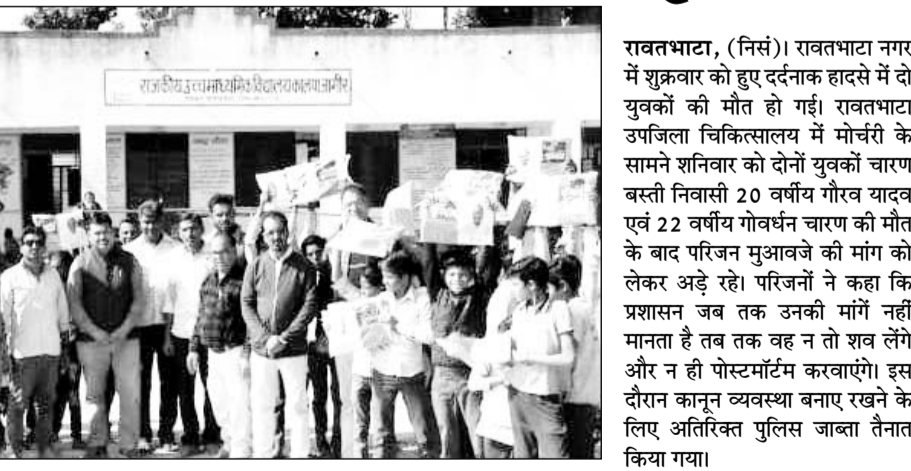 राजकीय उच्च माध्यमिक विद्यालय कालपा जागीर
रावतभाटा, (निसं)। रावतभाटा नगर
में शुक्रवार को हुए दर्दनाक हादसे में दो
युवकों की मौत हो गई। रावतभाटा
उपजिला चिकित्सालय में मोर्चरी के
सामने शनिवार को दोनों युवकों चारण
बस्ती निवासी 20 वर्षीय गौरव यादव
एवं 22 वर्षीय गोवर्धन चारण की मौत
के बाद परिजन मुआवजे की मांग को
लेकर अड़े रहे। परिजनों ने कहा कि
प्रशासन जब तक उनकी मांगें नहीं
मानता है तब तक वह न तो शव लेंगे
और न ही पोस्टमॉर्टम करवाएंगे। इस
दौरान कानून व्यवस्था बनाए रखने के
लिए अतिरिक्त पुलिस जाब्ता तैनात
किया गया।